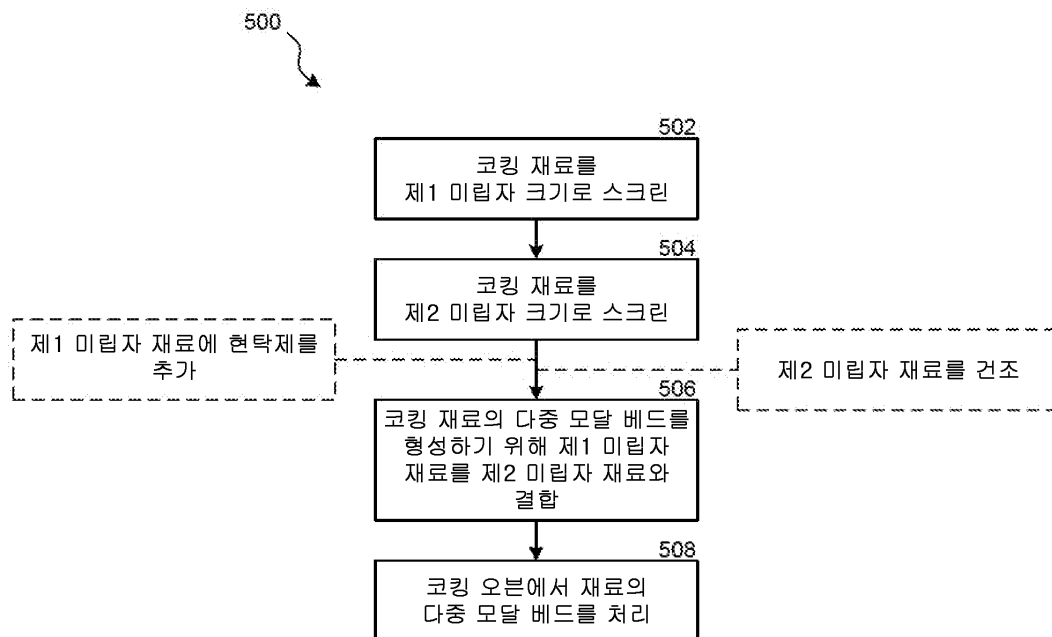 500
502
코킹 재료를
제1 미립자 크기로 스크린
504
코킹 재료를
제2 미립자 크기로 스크린
제1 미립자 재료에 현탁제를
추가
제2 미립자 재료를 건조
506
코킹 재료의 다중 모달 베드를
형성하기 위해 제1 미립자
재료를 제2 미립자 재료와
결합
508
코킹 오븐에서 재료의
다중 모달 베드를 처리